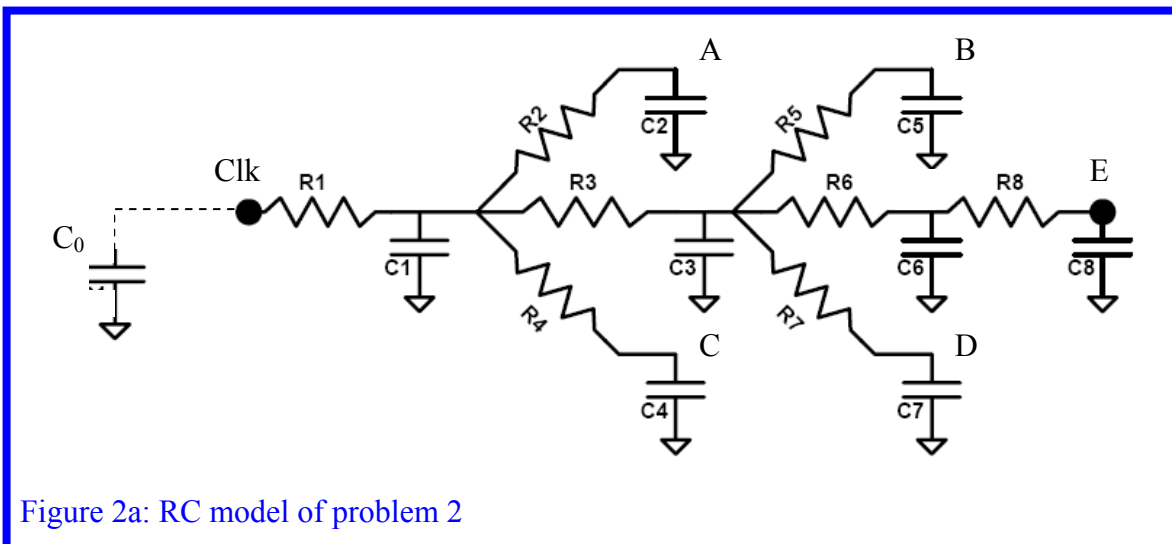 A
B
R2
C2
R5
C5
Clk
R1
R3
R6
R8
E
C₀
C1
C3
C6
C8
R4
R7
C
D
C4
C7
Figure 2a: RC model of problem 2